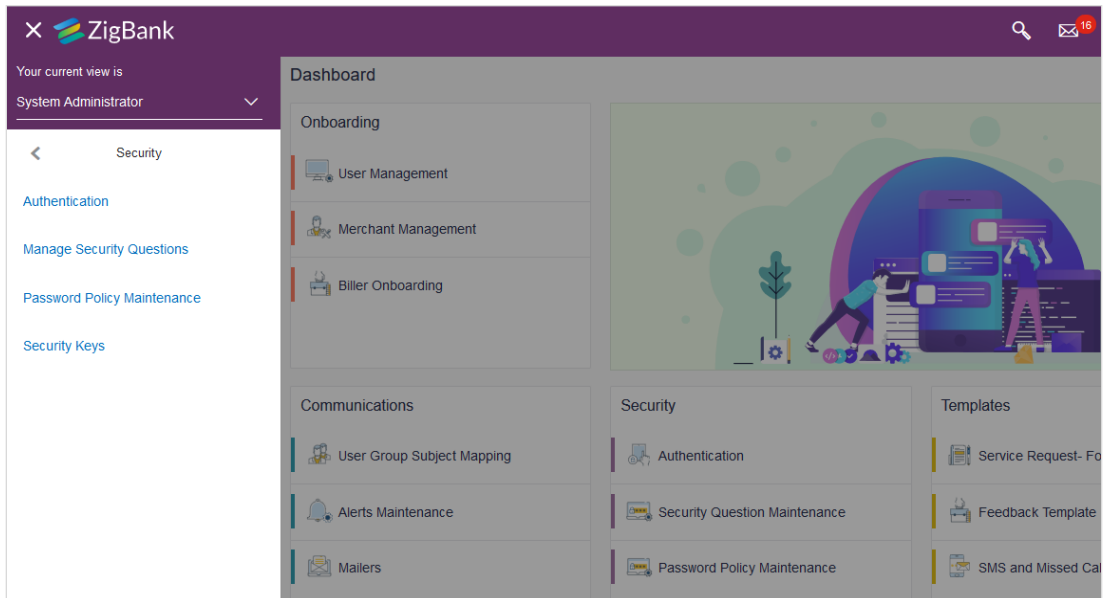 ZigBank
16
Your current view is
System Administrator
Security
Authentication
Manage Security Questions
Password Policy Maintenance
Security Keys
Dashboard
Onboarding
User Management
Merchant Management
Biller Onboarding
Communications
User Group Subject Mapping
Alerts Maintenance
Mailers
Security
Authentication
Security Question Maintenance
Password Policy Maintenance
Templates
Service Request- Fo
Feedback Template
SMS and Missed Cal